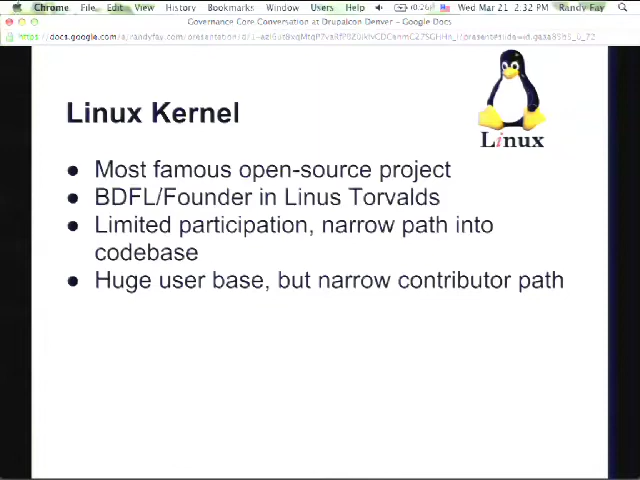 Chrome File Edit View History Bookmarks Window Users Help (0:26) Wed Mar 21 2:32 PM Randy Fay
Governance Core Conversation at Drupalcon Denver – Google Docs
Linux Kernel
Linux
● Most famous open-source project
● BDFL/Founder in Linus Torvalds
● Limited participation, narrow path into
codebase
● Huge user base, but narrow contributor path